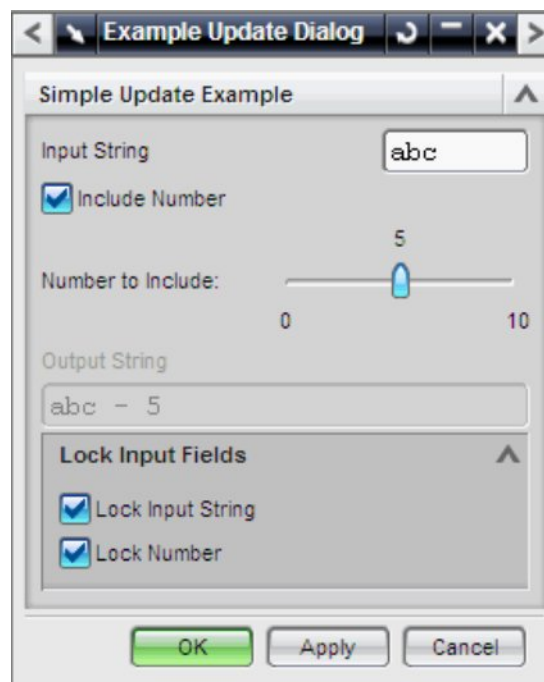 Example Update Dialog
Simple Update Example
Input String abc
Include Number
5
Number to Include:
0 10
Output String
abc - 5
Lock Input Fields
Lock Input String
Lock Number
OK Apply Cancel